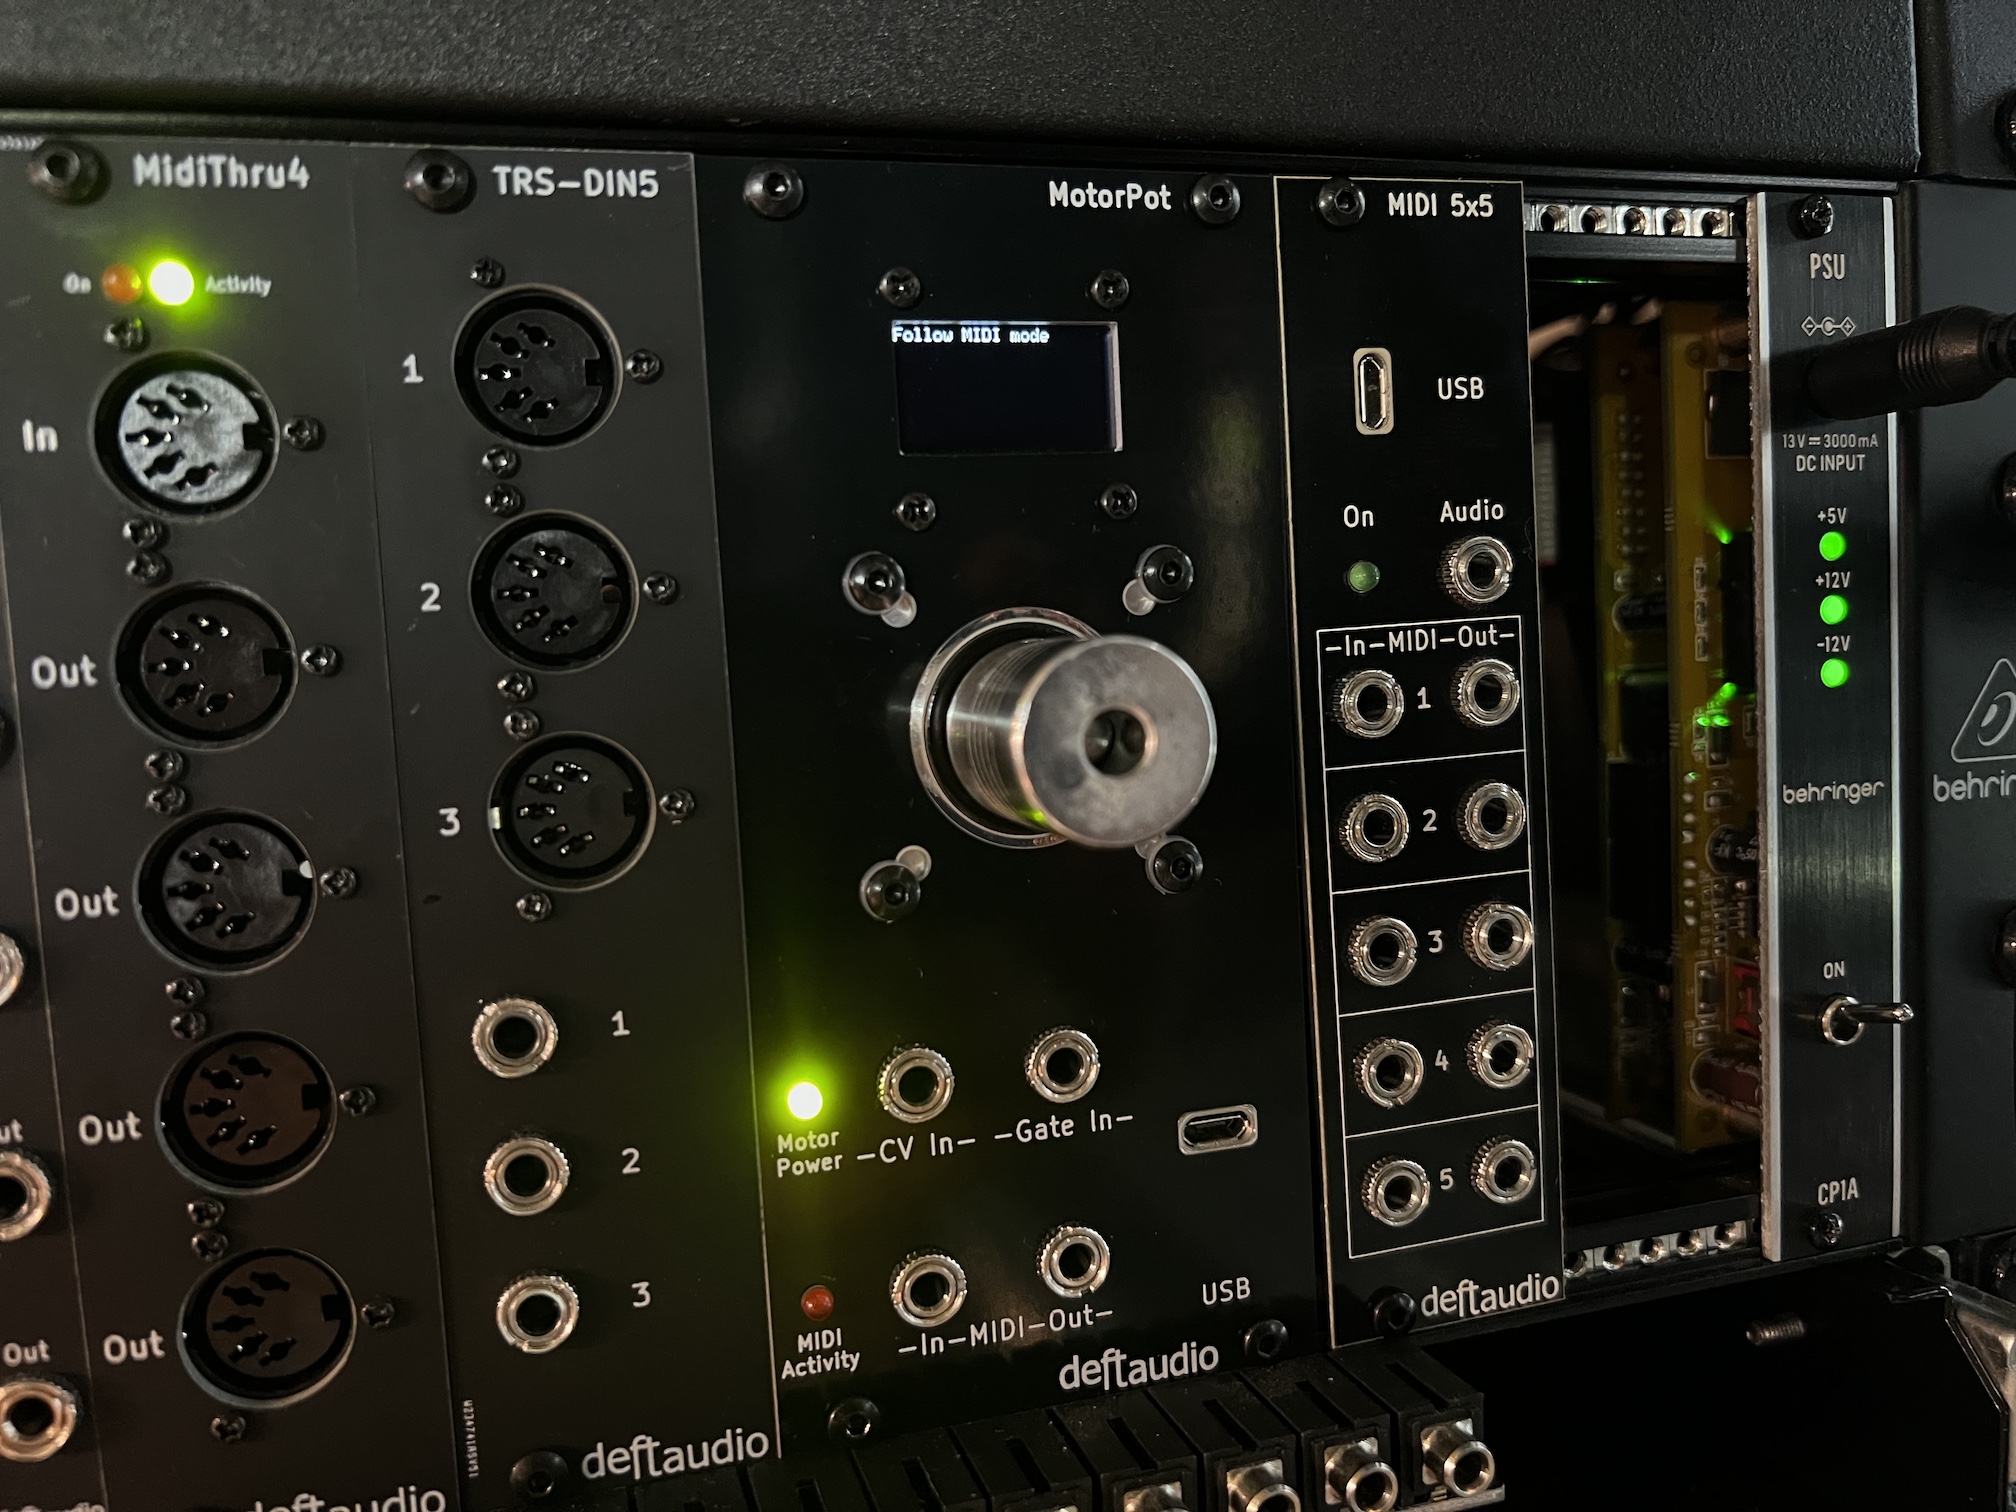 MidiThru4
On
Activity
In
Out
Out
Out
Out
deftaudio
Out
TRS-DIN5
1
2
3
1
2
3
deftaudio
MotorPot
Follow MIDI mode
Motor
Power
-CV In-
-Gate In-
MIDI
Activity
-In-MIDI-Out-
USB
deftaudio
MIDI 5x5
USB
On
Audio
-In-MIDI-Out-
1
2
3
4
5
deftaudio
PSU
13V 3000mA
DC INPUT
+5V
+12V
-12V
behringer
ON
CP1A
behrin